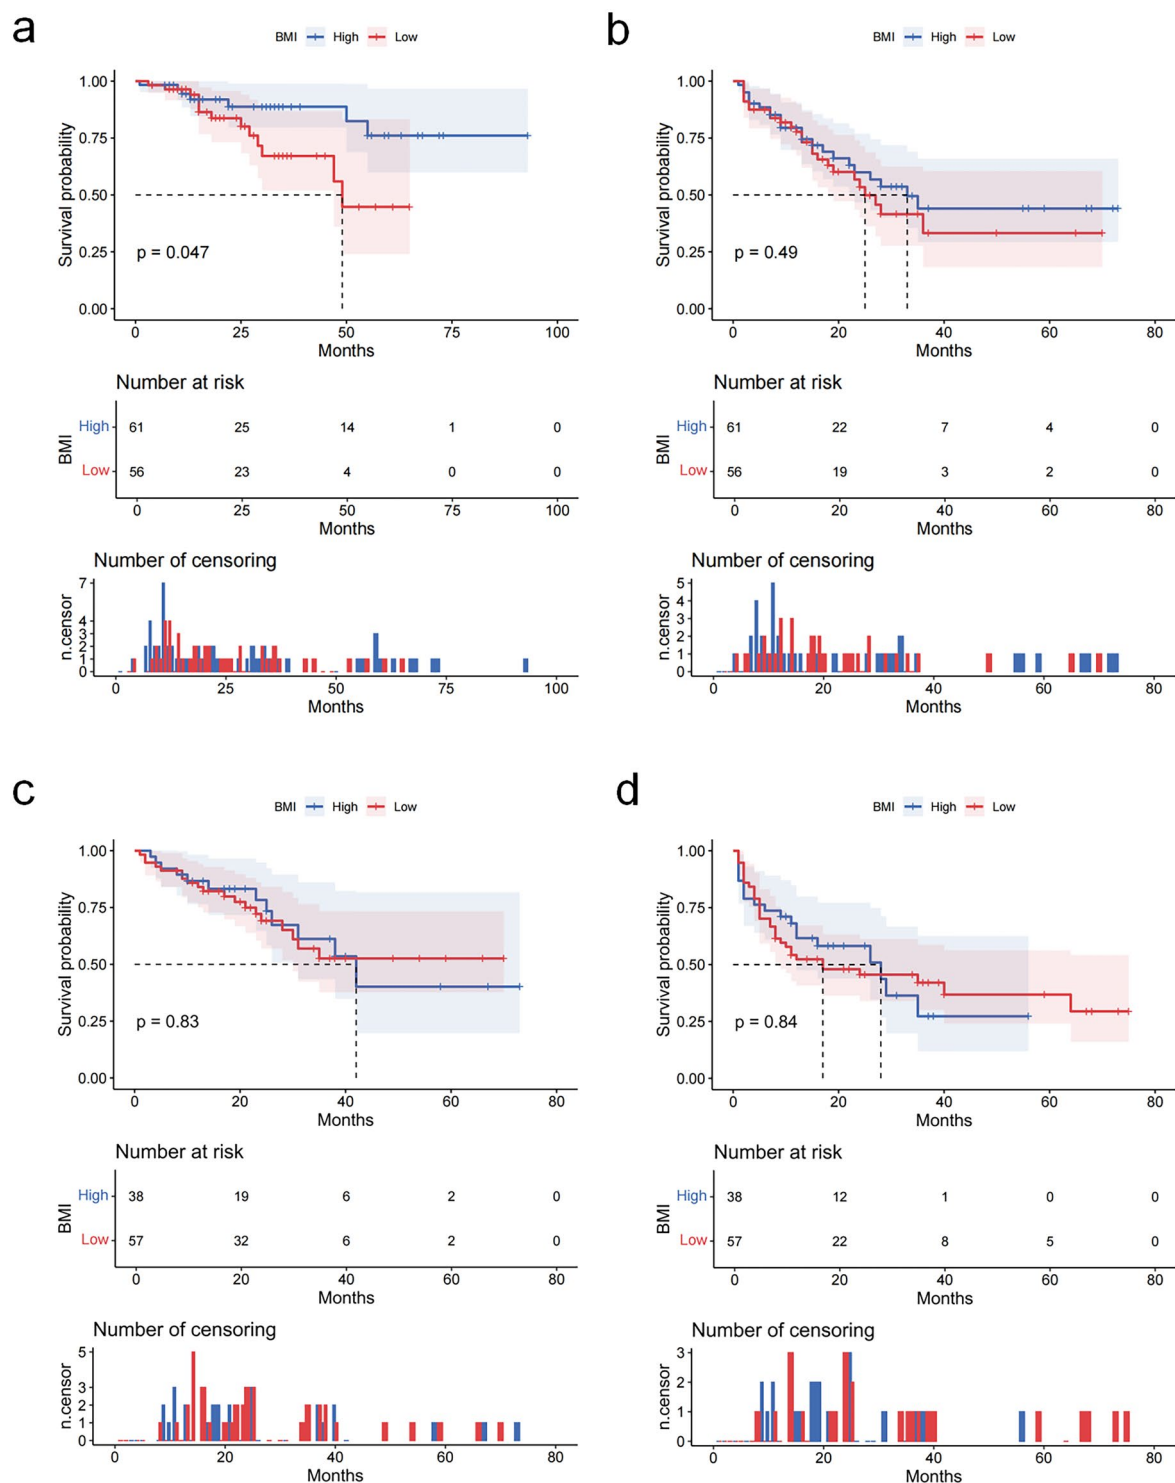 a
BMI High Low
Survival probability
1.00
0.75
0.50
0.25
0.00
p = 0.047
0 25 50 75 100
Months
Number at risk
BMI
High 61 25 14 1 0
Low 56 23 4 0 0
0 25 50 75 100
Months
Number of censoring
n.censor
7
4
3
2
1
0
0 25 50 75 100
Months
b
BMI High Low
Survival probability
1.00
0.75
0.50
0.25
0.00
p = 0.49
0 20 40 60 80
Months
Number at risk
BMI
High 61 22 7 4 0
Low 56 19 3 2 0
0 20 40 60 80
Months
Number of censoring
n.censor
5
4
3
2
1
0
0 20 40 60 80
Months
c
BMI High Low
Survival probability
1.00
0.75
0.50
0.25
0.00
p = 0.83
0 20 40 60 80
Months
Number at risk
BMI
High 38 19 6 2 0
Low 57 32 6 2 0
0 20 40 60 80
Months
Number of censoring
n.censor
5
3
2
1
0
0 20 40 60 80
Months
d
BMI High Low
Survival probability
1.00
0.75
0.50
0.25
0.00
p = 0.84
0 20 40 60 80
Months
Number at risk
BMI
High 38 12 1 0 0
Low 57 22 8 5 0
0 20 40 60 80
Months
Number of censoring
n.censor
3
2
1
0
0 20 40 60 80
Months